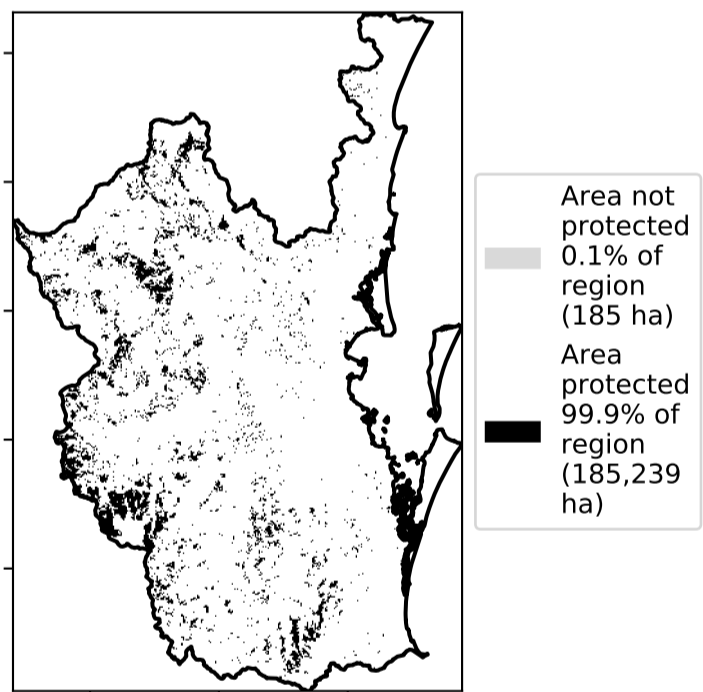 Area not
protected
0.1% of
region
(185 ha)
Area
protected
99.9% of
region
(185,239
ha)